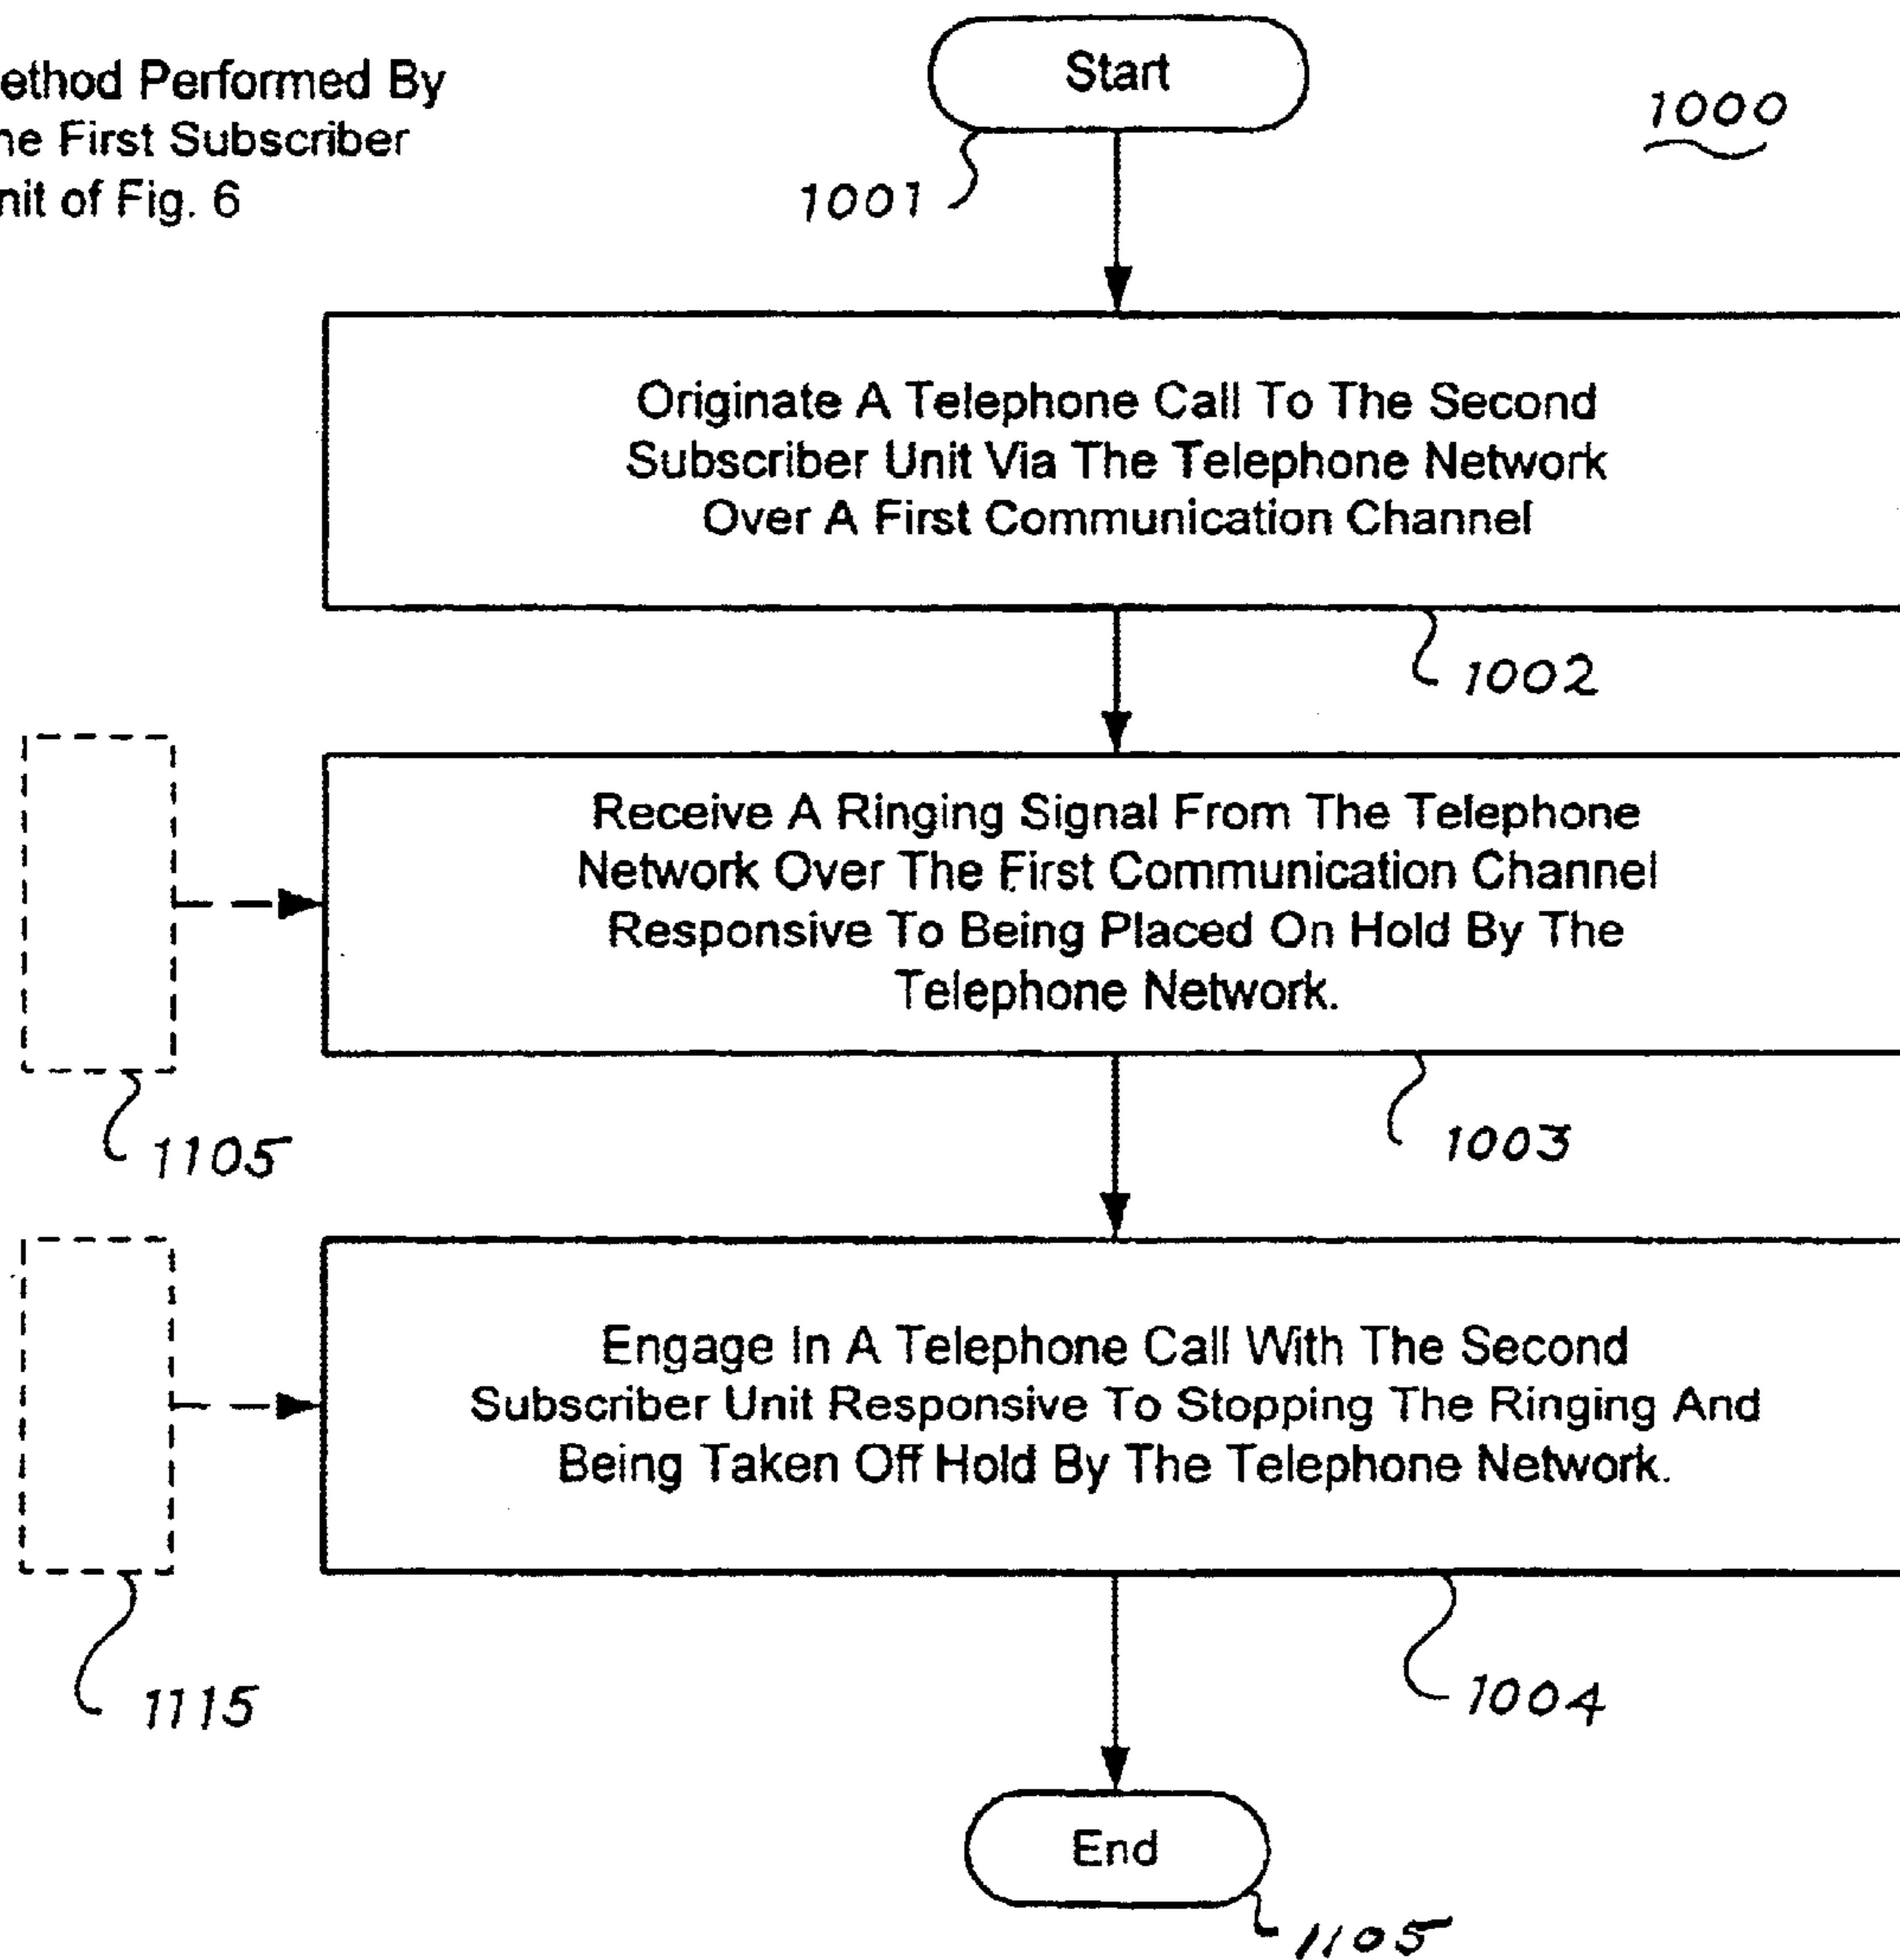 ethod Performed By
ne First Subscriber
nit of Fig. 6
Start
1000
1001
Originate A Telephone Call To The Second
Subscriber Unit Via The Telephone Network
Over A First Communication Channel
1002
Receive A Ringing Signal From The Telephone
Network Over The First Communication Channel
Responsive To Being Placed On Hold By The
Telephone Network.
1105
1003
Engage In A Telephone Call With The Second
Subscriber Unit Responsive To Stopping The Ringing And
Being Taken Off Hold By The Telephone Network.
1115
1004
End
1105